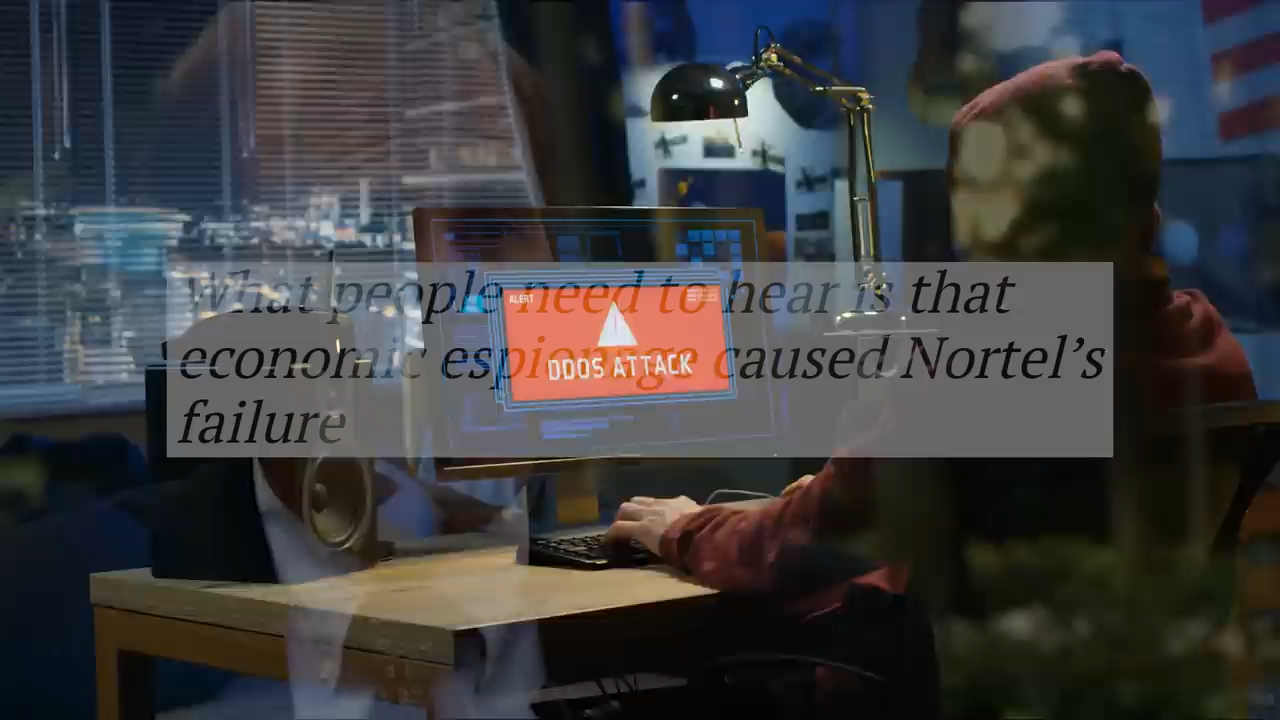 What people need to hear is that
economic espionage caused Nortel’s
failure
ALERT
DDOS ATTACK